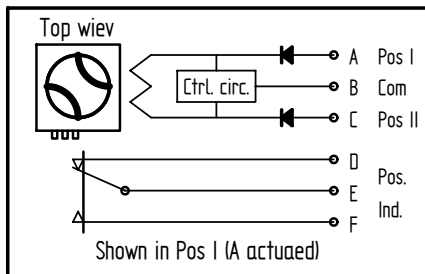 Top wiev
A Pos I
Ctrl. circ.
B Com
C Pos II
D
Pos.
E
Ind.
F
Shown in Pos I (A actuaed)